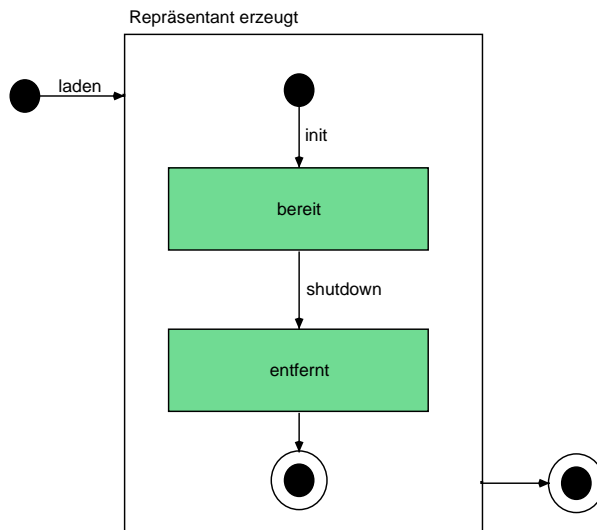 Repräsentant erzeugt
laden
init
bereit
shutdown
entfernt